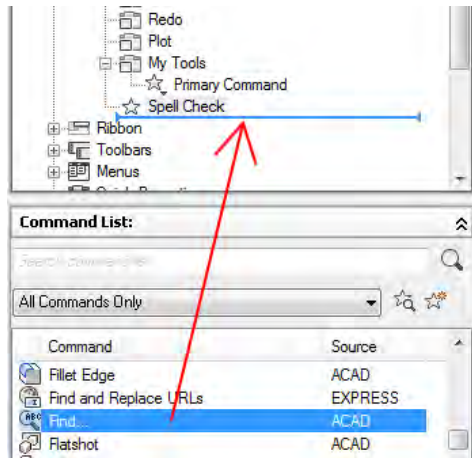 Redo
Plot
My Tools
Primary Command
Spell Check
Ribbon
Toolbars
Menus
Command List:
All Commands Only
Command Source
Fillet Edge ACAD
Find and Replace URLs EXPRESS
ABC Find... ACAD
Flatshot ACAD